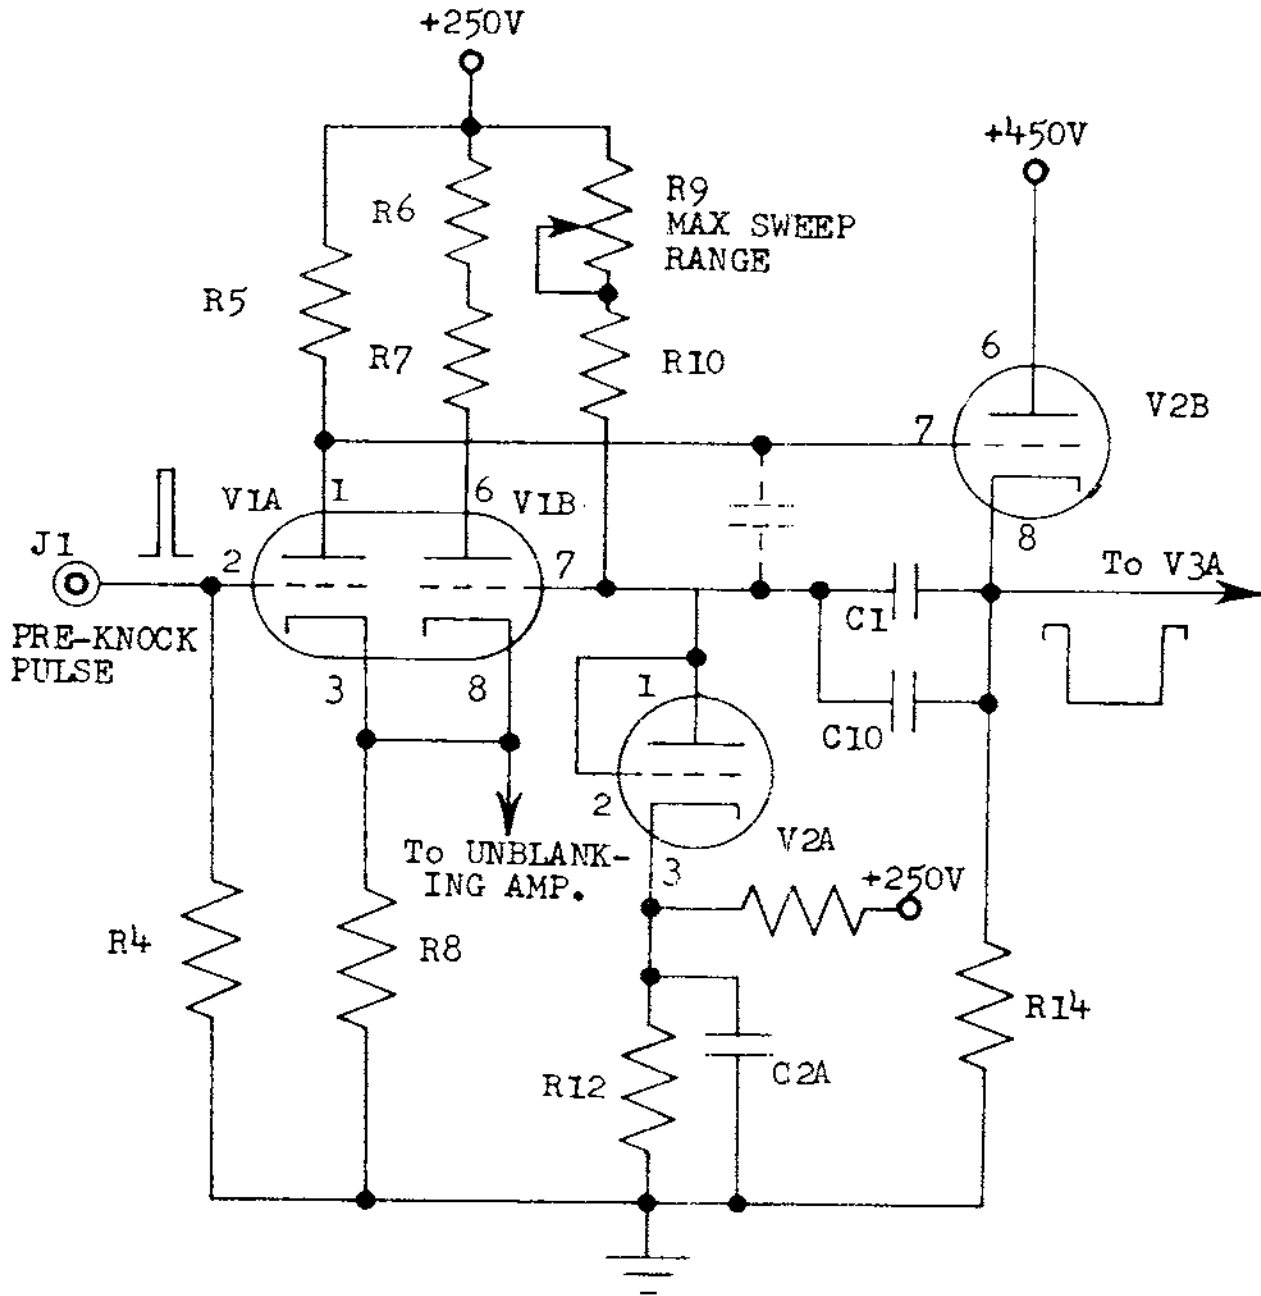 +250V
+450V
R6
R9
MAX SWEEP
RANGE
R5
R7
R10
6
V2B
7
V1A
1
6
V1B
8
J1
2
7
To V3A
PRE-KNOCK
PULSE
C1
3
8
1
C10
To UNBLANK-
ING AMP.
2
V2A
3
+250V
R4
R8
R14
R12
C2A